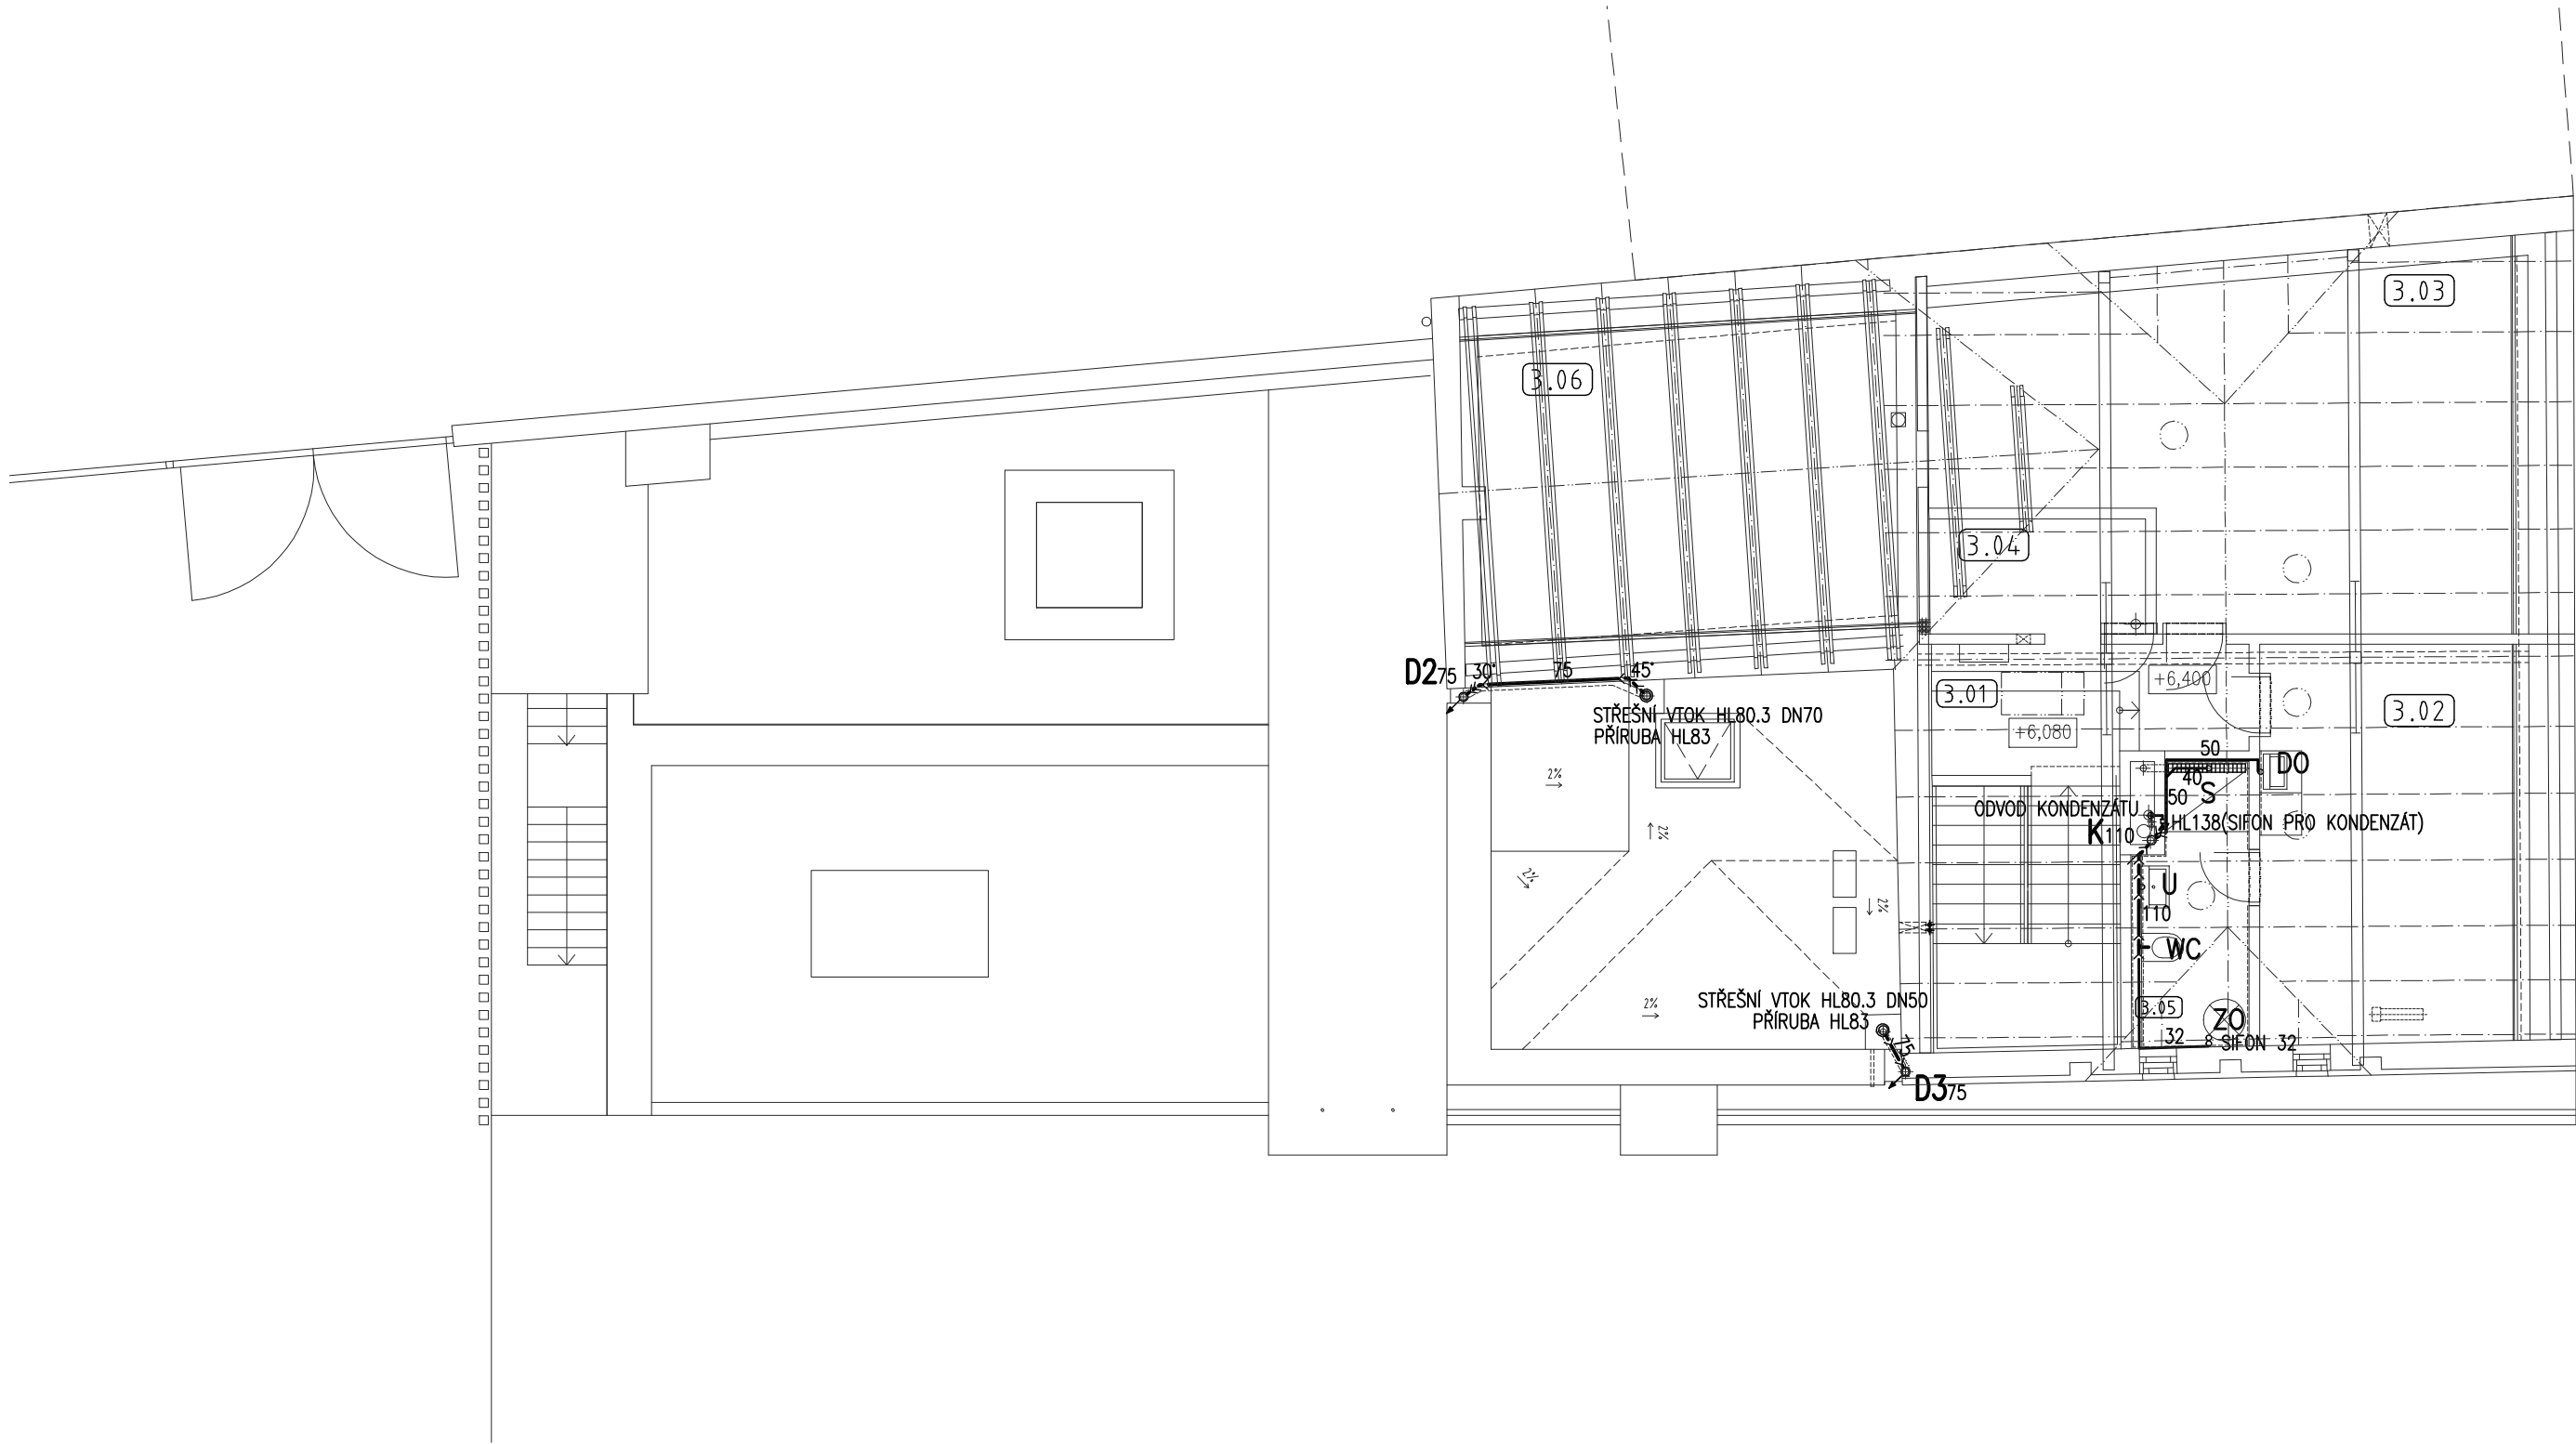 3.03
3.06
3.04
D2 75
30°
75
45°
+6,400
3.01
3.02
STŘEŠNÍ VTOK HL80.3 DN70
PŘÍRUBA HL83
+6,080
50
DO
2%
40
S
50
ODVOD KONDENZÁTU
HL138(SIFON PRO KONDENZÁT)
K 110
2%
2%
U
2%
110
WC
STŘEŠNÍ VTOK HL80.3 DN50
PŘÍRUBA HL83
2%
3.05
ZO
32
SIFON 32
75
D3 75